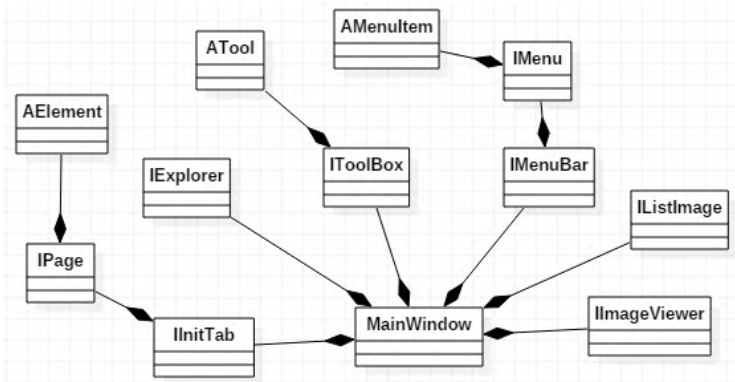 AMenuItem
ATool
IMenu
AElement
IExplorer
IToolBox
IMenuBar
IListImage
IPage
IImageViewer
MainWindow
IInitTab